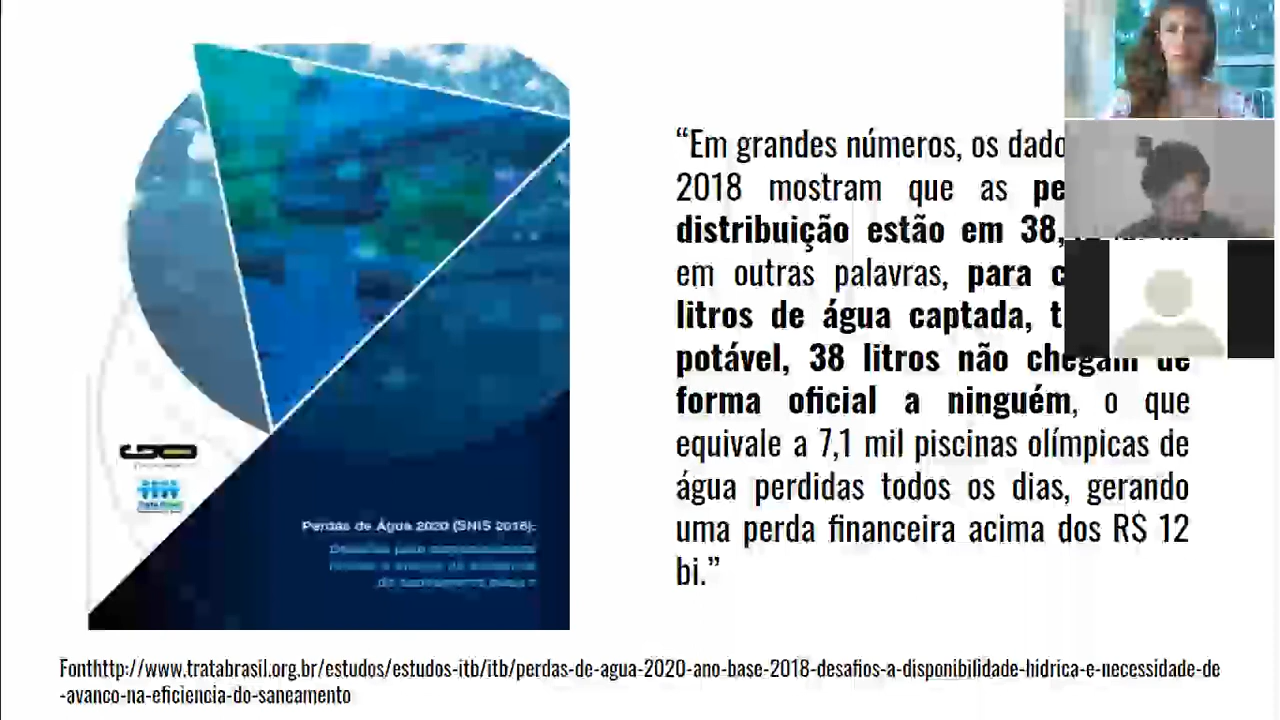 “Em grandes números, os dado
2018 mostram que as pe
distribuição estão em 38,
em outras palavras, para c
litros de água captada, t
potável, 38 litros não chegam de
forma oficial a ninguém, o que
equivale a 7,1 mil piscinas olímpicas de
água perdidas todos os dias, gerando
uma perda financeira acima dos R$ 12
bi.”
GO
Perdas de Água 2020 (SNIS 2018):
Fonthttp://www.tratabrasil.org.br/estudos/estudos-itb/itb/perdas-de-agua-2020-ano-base-2018-desafios-a-disponibilidade-hidrica-e-necessidade-de
-avanco-na-eficiencia-do-saneamento